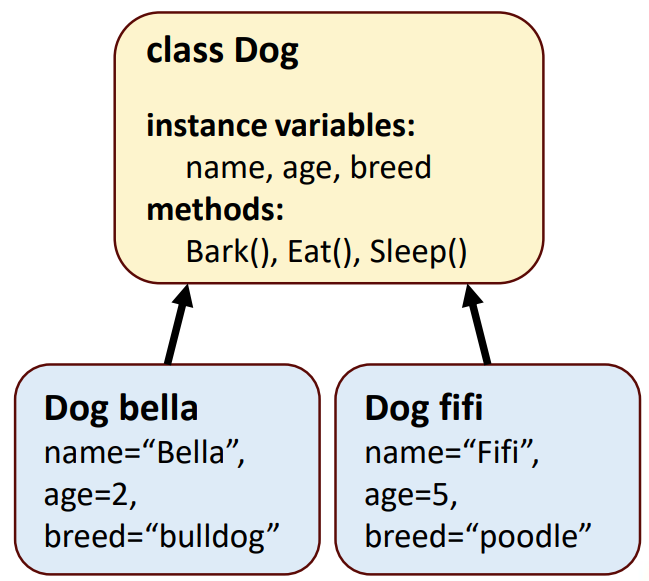 class Dog
instance variables:
name, age, breed
methods:
Bark(), Eat(), Sleep()
Dog bella
name=“Bella”,
age=2,
breed=“bulldog”
Dog fifi
name=“Fifi”,
age=5,
breed=“poodle”